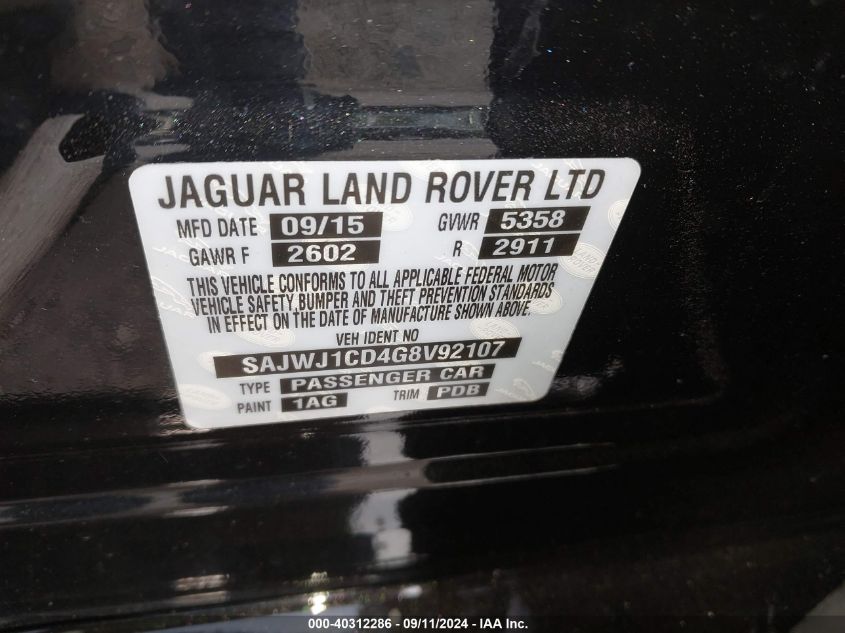 JAGUAR LAND ROVER LTD
MFD DATE 09/15 GVWR 5358
GAWR F 2602 R 2911
THIS VEHICLE CONFORMS TO ALL APPLICABLE FEDERAL MOTOR
VEHICLE SAFETY, BUMPER AND THEFT PREVENTION STANDARDS
IN EFFECT ON THE DATE OF MANUFACTURE SHOWN ABOVE.
VEH IDENT NO
SAJWJ1CD4G8V92107
TYPE PASSENGER CAR
PAINT 1AG TRIM PDB
000-40312286 - 09/11/2024 - IAA Inc.